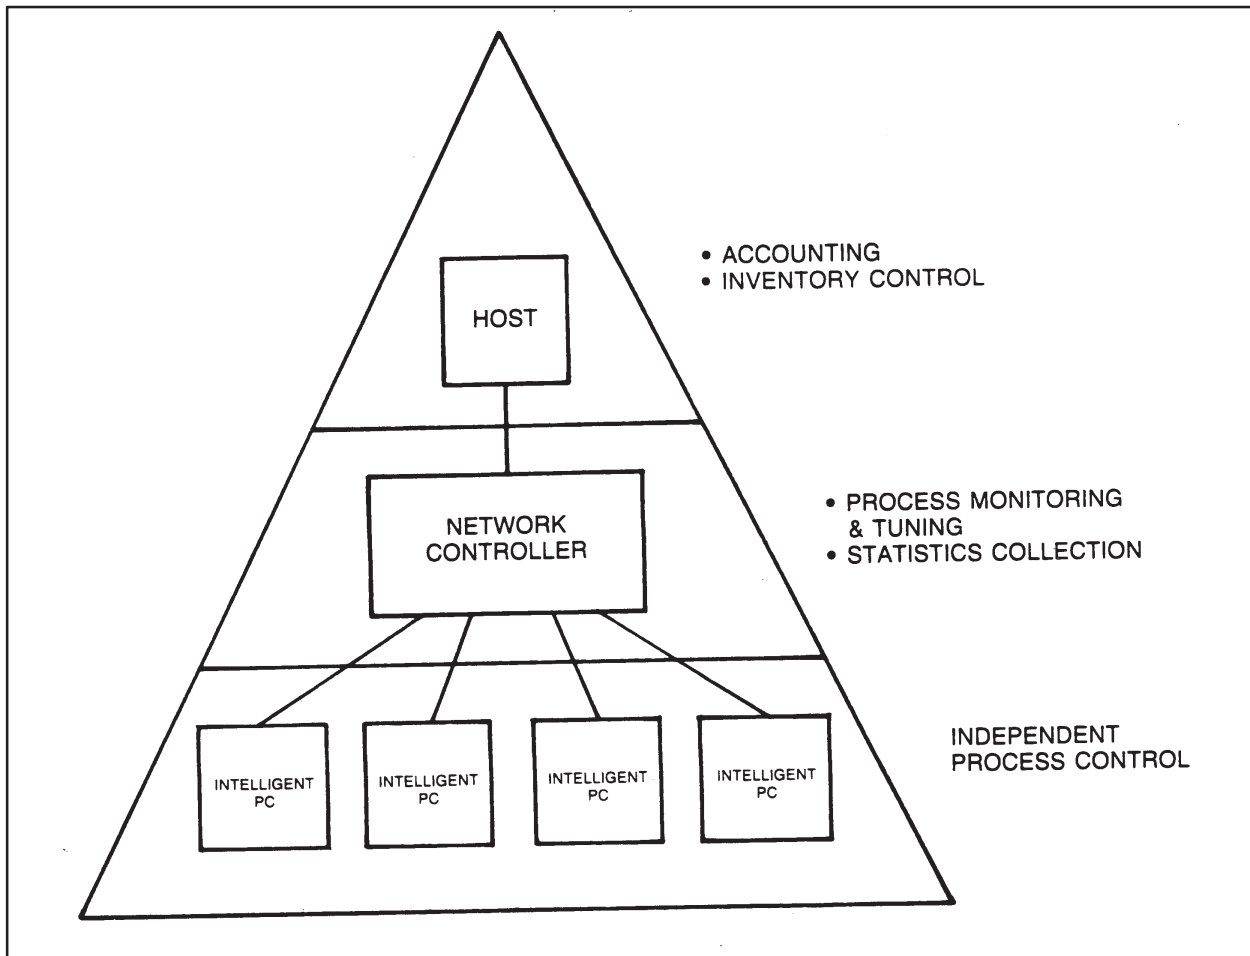 • ACCOUNTING
• INVENTORY CONTROL
HOST
NETWORK
CONTROLLER
• PROCESS MONITORING
& TUNING
• STATISTICS COLLECTION
INTELLIGENT
PC
INTELLIGENT
PC
INTELLIGENT
PC
INTELLIGENT
PC
INDEPENDENT
PROCESS CONTROL